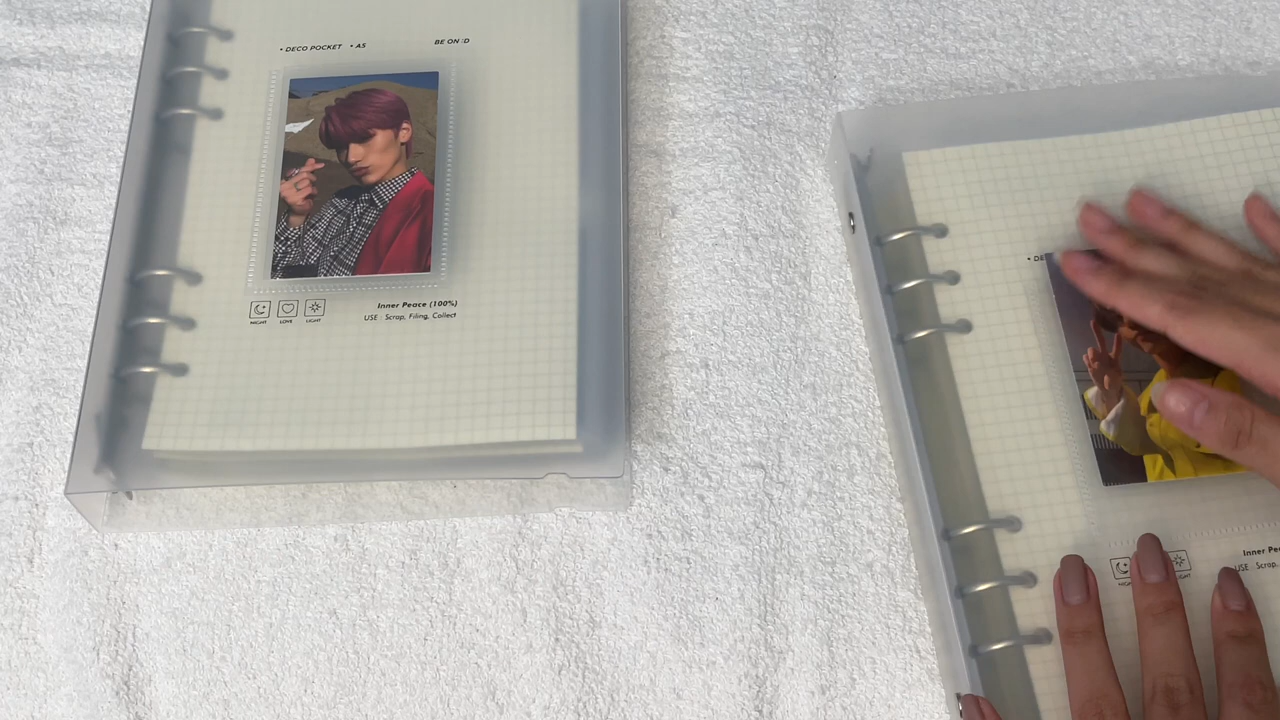 • DECO POCKET • A5 BE ON :D
NIGHT LOVE LIGHT
Inner Peace (100%)
USE : Scrap, Filing, Collect
• DE
Inner Pe
USE : Scrap,